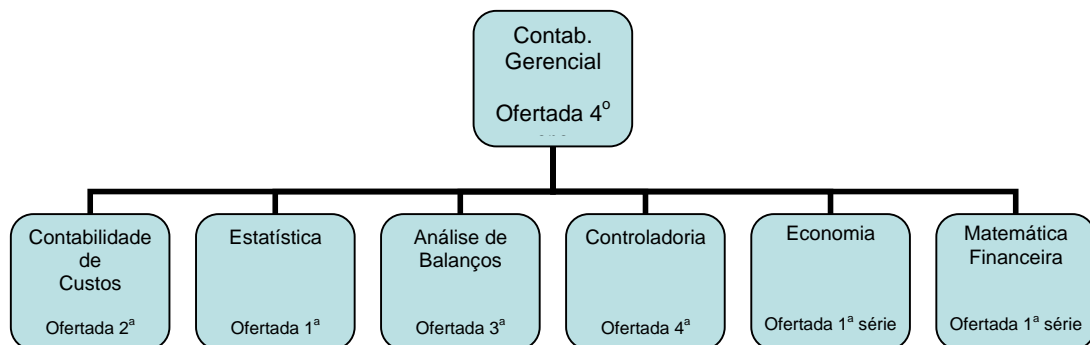 Contab.
Gerencial
Ofertada 4º
Contabilidade
de
Custos
Ofertada 2ª
Estatística
Ofertada 1ª
Análise de
Balanços
Ofertada 3ª
Controladoria
Ofertada 4ª
Economia
Ofertada 1ª série
Matemática
Financeira
Ofertada 1ª série